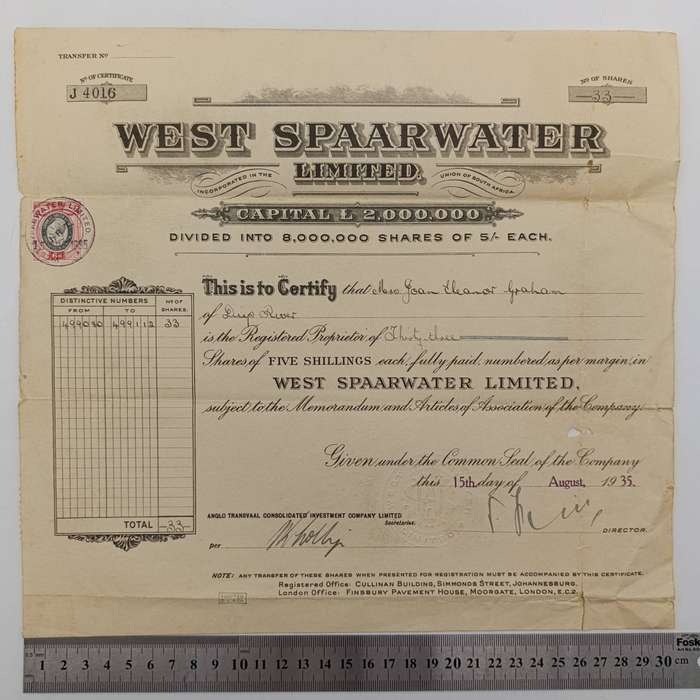 TRANSFER No
No OF CERTIFICATE
J 4016
No OF SHARES
33
WEST SPAARWATER
LIMITED.
INCORPORATED IN THE
UNION OF SOUTH AFRICA.
CAPITAL £ 2,000,000
DIVIDED INTO 8,000,000 SHARES OF 5/- EACH.
SPAARWATER LIMITED.
This is to Certify that Mrs Joan Eleanor Graham
of Diep River
is the Registered Proprietor of Thirty three
Shares of FIVE SHILLINGS each, fully paid, numbered as per margin, in
WEST SPAARWATER LIMITED,
subject to the Memorandum and Articles of Association of the Company.
DISTINCTIVE NUMBERS
No OF SHARES
FROM
TO
499080
499112
33
TOTAL
33
Given under the Common Seal of the Company
this 15th day of August, 1935.
ANGLO TRANSVAAL CONSOLIDATED INVESTMENT COMPANY LIMITED
Secretaries.
per
DIRECTOR.
NOTE: ANY TRANSFER OF THESE SHARES WHEN PRESENTED FOR REGISTRATION MUST BE ACCOMPANIED BY THIS CERTIFICATE.
Registered Office: CULLINAN BUILDING, SIMMONDS STREET, JOHANNESBURG.
London Office: FINSBURY PAVEMENT HOUSE, MOORGATE, LONDON, E.C.2.
0.5 mm
1 2 3 4 5 6 7 8 9 10 11 12 13 14 15 16 17 18 19 20 21 22 23 24 25 26 27 28 29 30 cm
Fosk